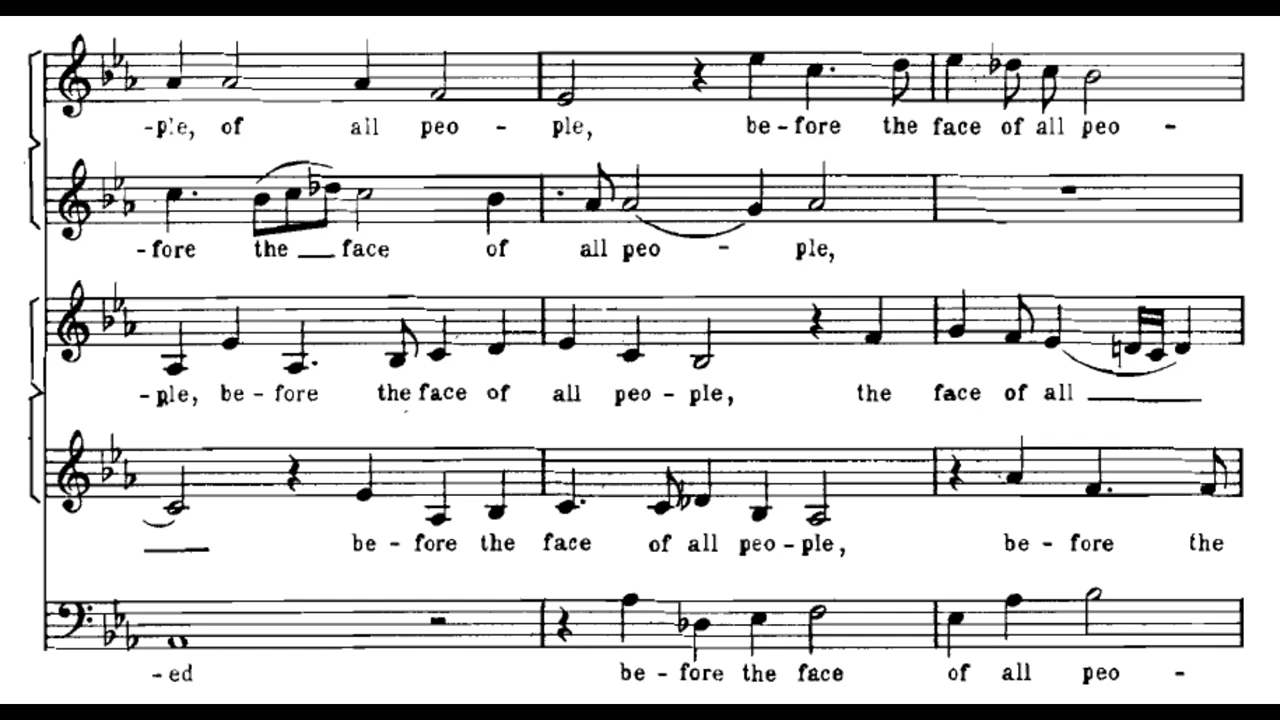 -ple, of all peo - ple, be - fore the face of all peo -
-fore the face of all peo - ple,
-ple, be - fore the face of all peo - ple, the face of all
be - fore the face of all peo - ple, be - fore the
-ed be - fore the face of all peo -